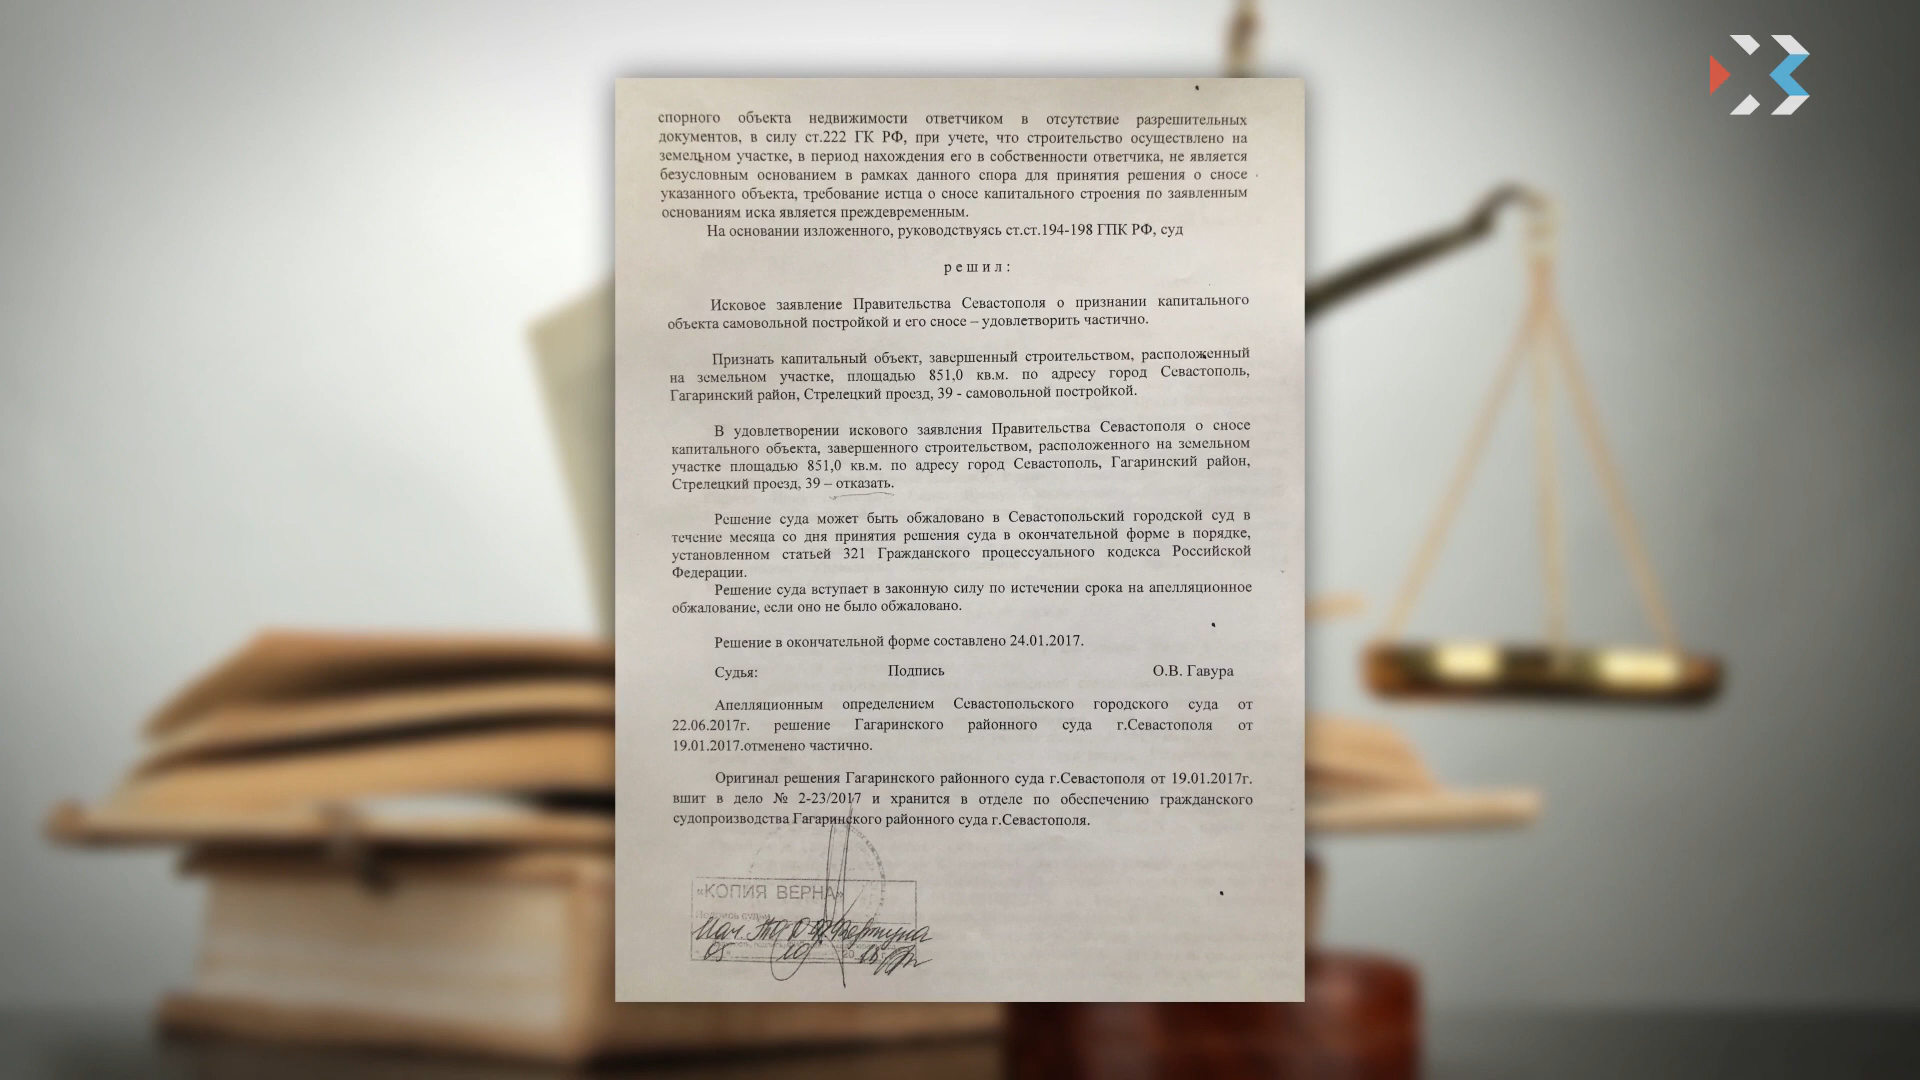 спорного объекта недвижимости ответчиком в отсутствие разрешительных
документов, в силу ст.222 ГК РФ, при учете, что строительство осуществлено на
земельном участке, в период нахождения его в собственности ответчика, не является
безусловным основанием в рамках данного спора для принятия решения о сносе
указанного объекта, требование истца о сносе капитального строения по заявленным
основаниям иска является преждевременным.
На основании изложенного, руководствуясь ст.ст.194-198 ГПК РФ, суд
р е ш и л :
Исковое заявление Правительства Севастополя о признании капитального
объекта самовольной постройкой и его сносе – удовлетворить частично.
Признать капитальный объект, завершенный строительством, расположенный
на земельном участке, площадью 851,0 кв.м. по адресу город Севастополь,
Гагаринский район, Стрелецкий проезд, 39 - самовольной постройкой.
В удовлетворении искового заявления Правительства Севастополя о сносе
капитального объекта, завершенного строительством, расположенного на земельном
участке площадью 851,0 кв.м. по адресу город Севастополь, Гагаринский район,
Стрелецкий проезд, 39 – отказать.
Решение суда может быть обжаловано в Севастопольский городской суд в
течение месяца со дня принятия решения суда в окончательной форме в порядке,
установленном статьей 321 Гражданского процессуального кодекса Российской
Федерации.
Решение суда вступает в законную силу по истечении срока на апелляционное
обжалование, если оно не было обжаловано.
Решение в окончательной форме составлено 24.01.2017.
Судья: Подпись О.В. Гавура
Апелляционным определением Севастопольского городского суда от
22.06.2017г. решение Гагаринского районного суда г.Севастополя от
19.01.2017.отменено частично.
Оригинал решения Гагаринского районного суда г.Севастополя от 19.01.2017г.
вшит в дело № 2-23/2017 и хранится в отделе по обеспечению гражданского
судопроизводства Гагаринского районного суда г.Севастополя.
«КОПИЯ ВЕРНА»